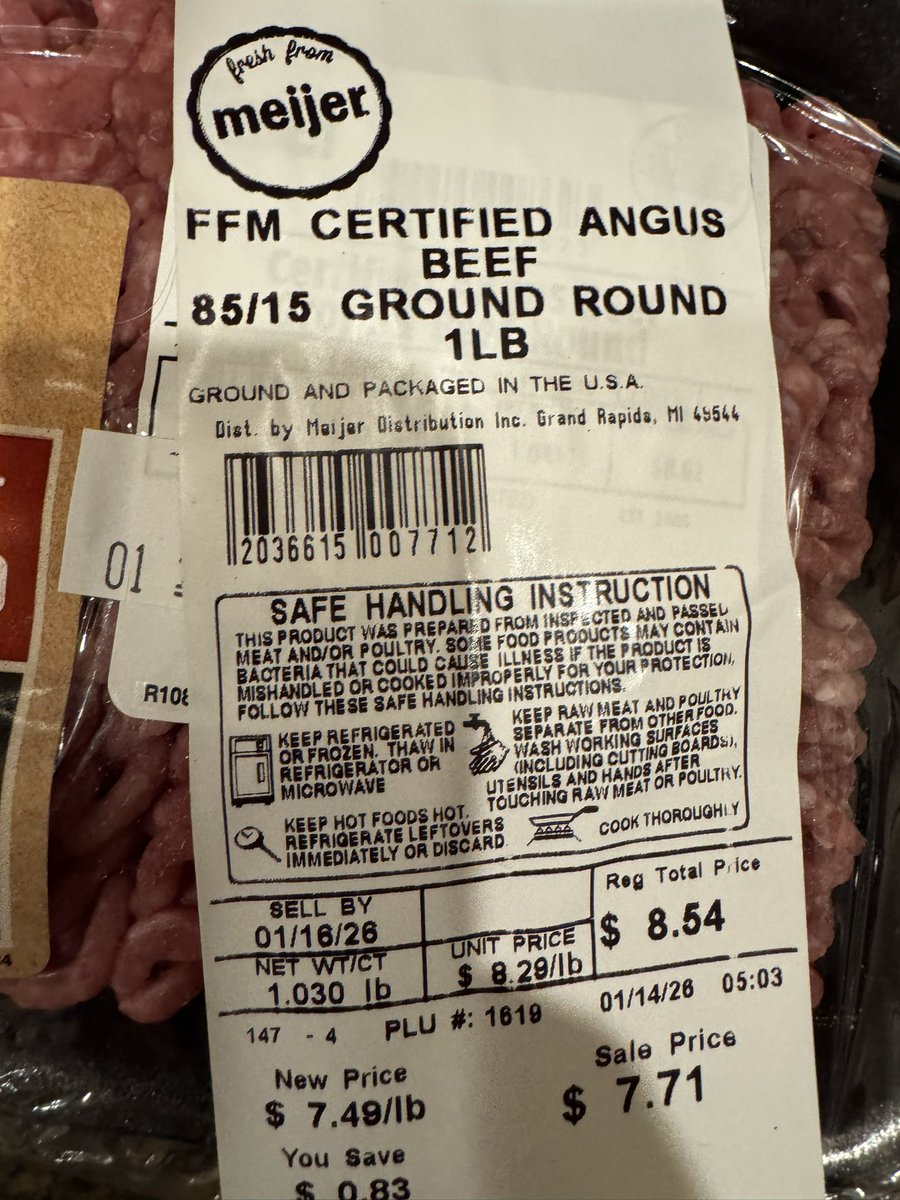 fresh from
meijer
FFM CERTIFIED ANGUS
BEEF
85/15 GROUND ROUND
1LB
GROUND AND PACKAGED IN THE U.S.A.
Dist. by Meijer Distribution Inc. Grand Rapids, MI 49544
2036615 007712
SAFE HANDLING INSTRUCTION
THIS PRODUCT WAS PREPARED FROM INSPECTED AND PASSED
MEAT AND/OR POULTRY. SOME FOOD PRODUCTS MAY CONTAIN
BACTERIA THAT COULD CAUSE ILLNESS IF THE PRODUCT IS
MISHANDLED OR COOKED IMPROPERLY FOR YOUR PROTECTION,
FOLLOW THESE SAFE HANDLING INSTRUCTIONS.
KEEP REFRIGERATED
OR FROZEN. THAW IN
REFRIGERATOR OR
MICROWAVE
KEEP RAW MEAT AND POULTRY
SEPARATE FROM OTHER FOOD.
WASH WORKING SURFACES
(INCLUDING CUTTING BOARDS),
UTENSILS AND HANDS AFTER
TOUCHING RAW MEAT OR POULTRY.
KEEP HOT FOODS HOT.
REFRIGERATE LEFTOVERS
IMMEDIATELY OR DISCARD.
COOK THOROUGHLY
SELL BY
01/16/26
NET WT/CT
1.030 lb
UNIT PRICE
$ 8.29/lb
Reg Total Price
$ 8.54
147 - 4 PLU #: 1619
01/14/26 05:03
New Price
$ 7.49/lb
Sale Price
$ 7.71
You Save
$ 0.83
01
R108
4